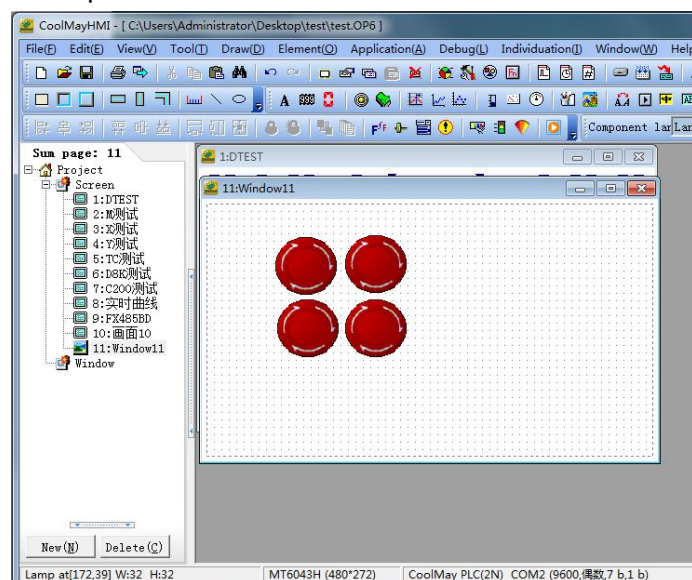 CoolMayHMI - [ C:\Users\Administrator\Desktop\test\test.OP6 ]
File(F) Edit(E) View(V) Tool(T) Draw(D) Element(O) Application(A) Debug(L) Individuation(I) Window(W) Help
A
Component lar Lar
Sum page: 11
Project
Screen
1:DTEST
2:M测试
3:X测试
4:Y测试
5:TC测试
6:D8K测试
7:C200测试
8:实时曲线
9:FX485BD
10:画面10
11:Window11
Window
1:DTEST
11:Window11
New(N) Delete(C)
Lamp at[172,39] W:32 H:32 MT6043H (480*272) CoolMay PLC(2N) COM2 (9600,偶数,7 b,1 b)